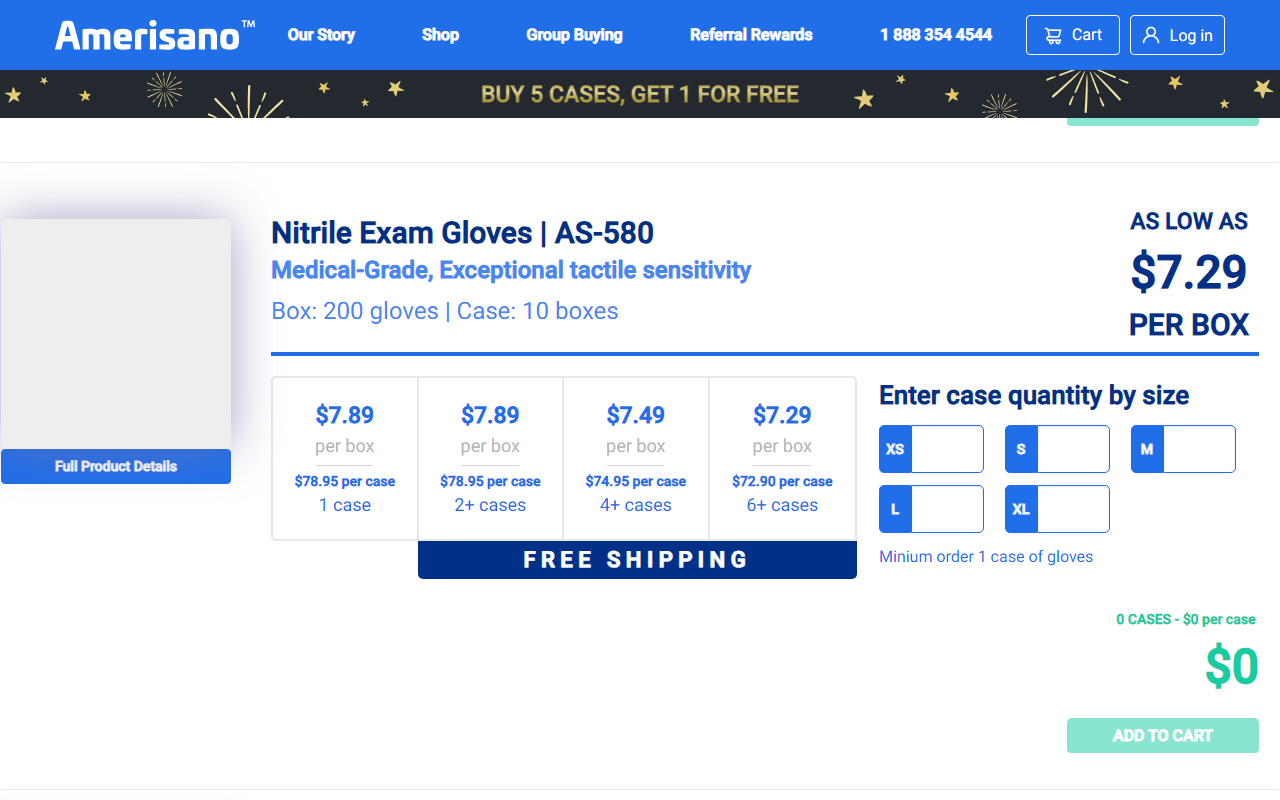 Amerisano™
Our Story
Shop
Group Buying
Referral Rewards
1 888 354 4544
Cart
Log in
BUY 5 CASES, GET 1 FOR FREE
Nitrile Exam Gloves | AS-580
Medical-Grade, Exceptional tactile sensitivity
Box: 200 gloves | Case: 10 boxes
AS LOW AS
$7.29
PER BOX
Full Product Details
$7.89
per box
$78.95 per case
1 case
$7.89
per box
$78.95 per case
2+ cases
$7.49
per box
$74.95 per case
4+ cases
$7.29
per box
$72.90 per case
6+ cases
FREE SHIPPING
Enter case quantity by size
XS
S
M
L
XL
Minium order 1 case of gloves
0 CASES - $0 per case
$0
ADD TO CART